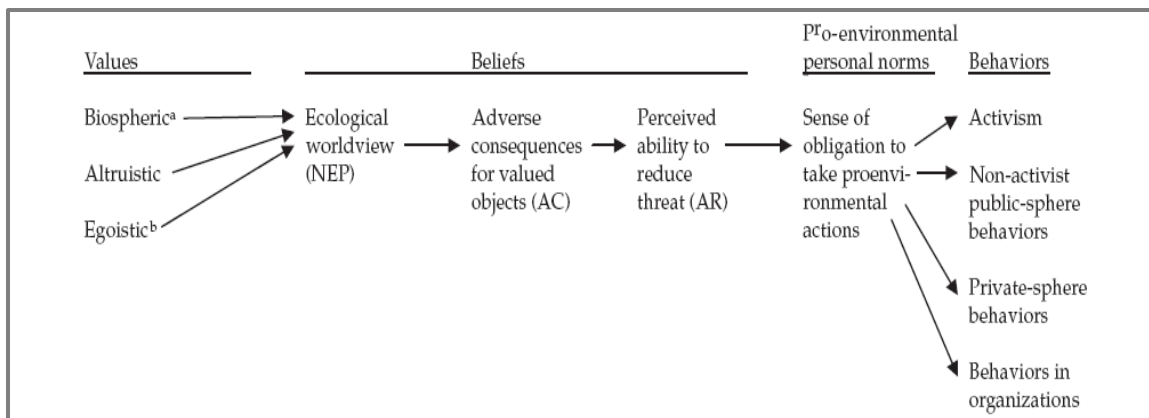 Values
Beliefs
Pro-environmental
personal norms
Behaviors
Biosphericᵃ
Altruistic
Egoisticᵇ
Ecological
worldview
(NEP)
Adverse
consequences
for valued
objects (AC)
Perceived
ability to
reduce
threat (AR)
Sense of
obligation to
take proenvi-
ronmental
actions
Activism
Non-activist
public-sphere
behaviors
Private-sphere
behaviors
Behaviors in
organizations